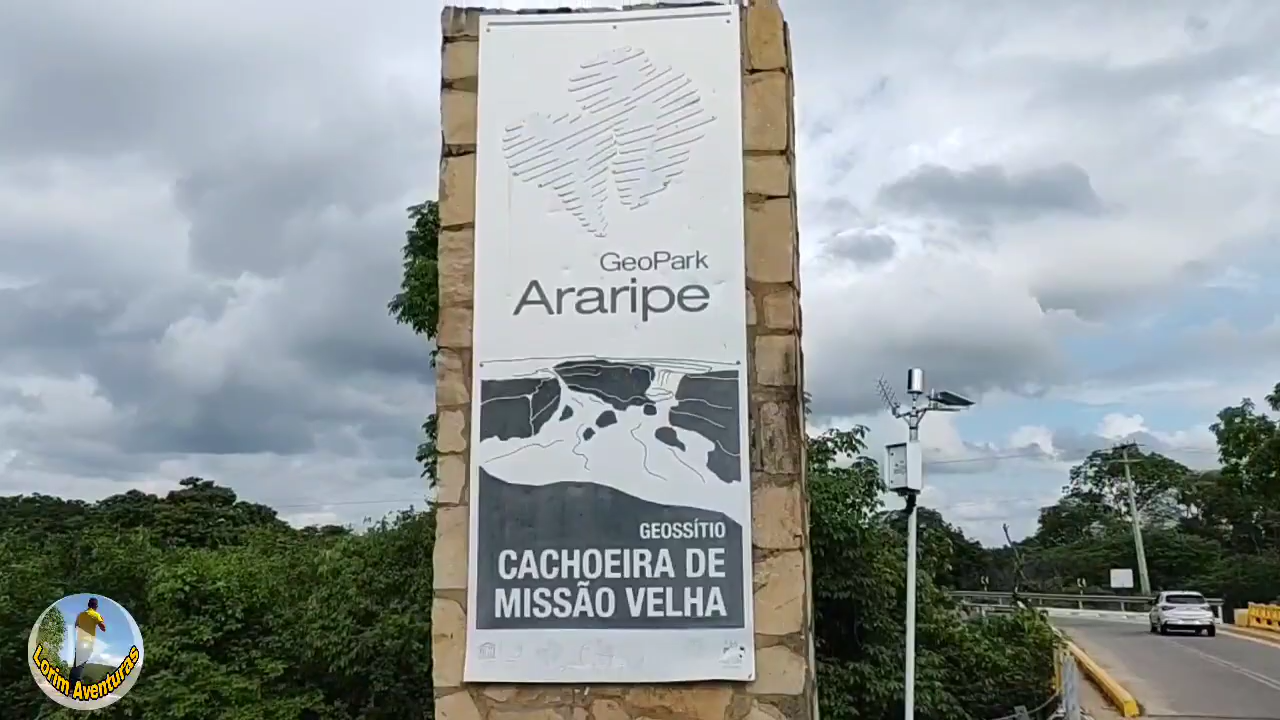 GeoPark
Araripe
GEOSSÍTIO
CACHOEIRA DE
MISSÃO VELHA
Lorim Aventuras